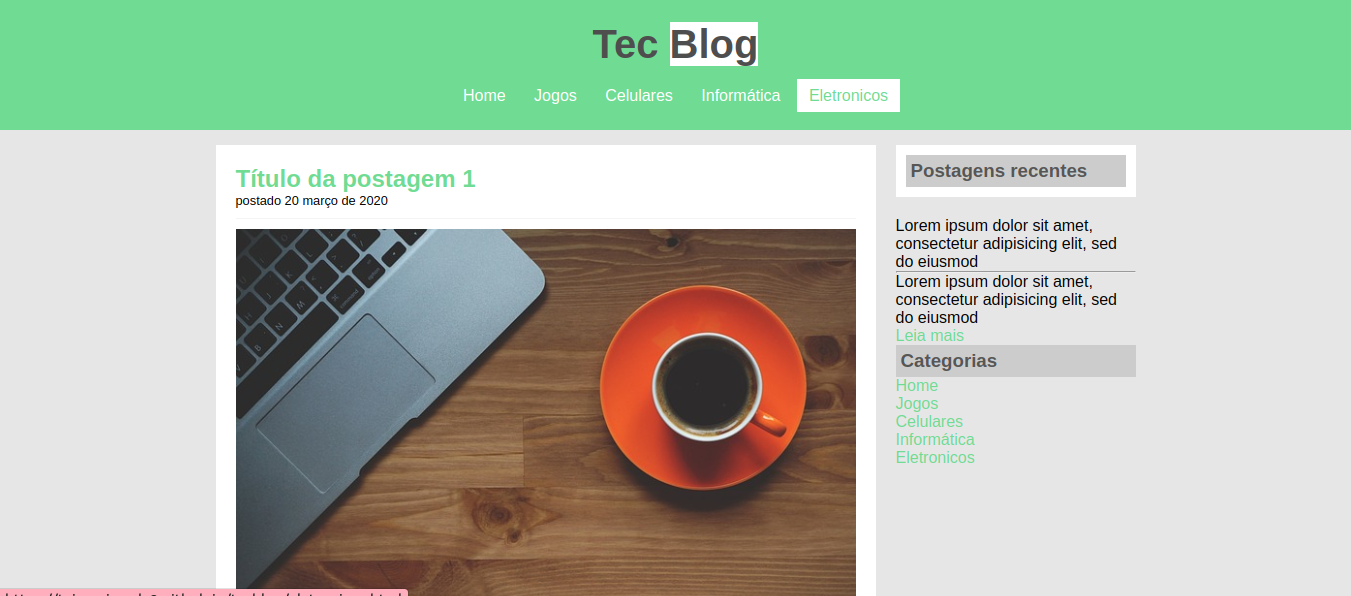 Tec Blog
Home Jogos Celulares Informática Eletronicos
Título da postagem 1
postado 20 março de 2020
Postagens recentes
Lorem ipsum dolor sit amet,
consectetur adipisicing elit, sed
do eiusmod
Lorem ipsum dolor sit amet,
consectetur adipisicing elit, sed
do eiusmod
Leia mais
Categorias
Home
Jogos
Celulares
Informática
Eletronicos